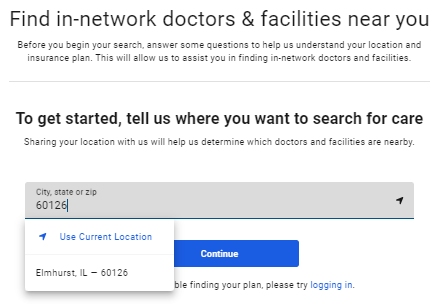 Find in-network doctors & facilities near you
Before you begin your search, answer some questions to help us understand your location and
insurance plan. This will allow us to assist you in finding in-network doctors and facilities.
To get started, tell us where you want to search for care
Sharing your location with us will help us determine which doctors and facilities are nearby.
City, state or zip
60126
Use Current Location
Continue
Elmhurst, IL — 60126
finding your plan, please try logging in.